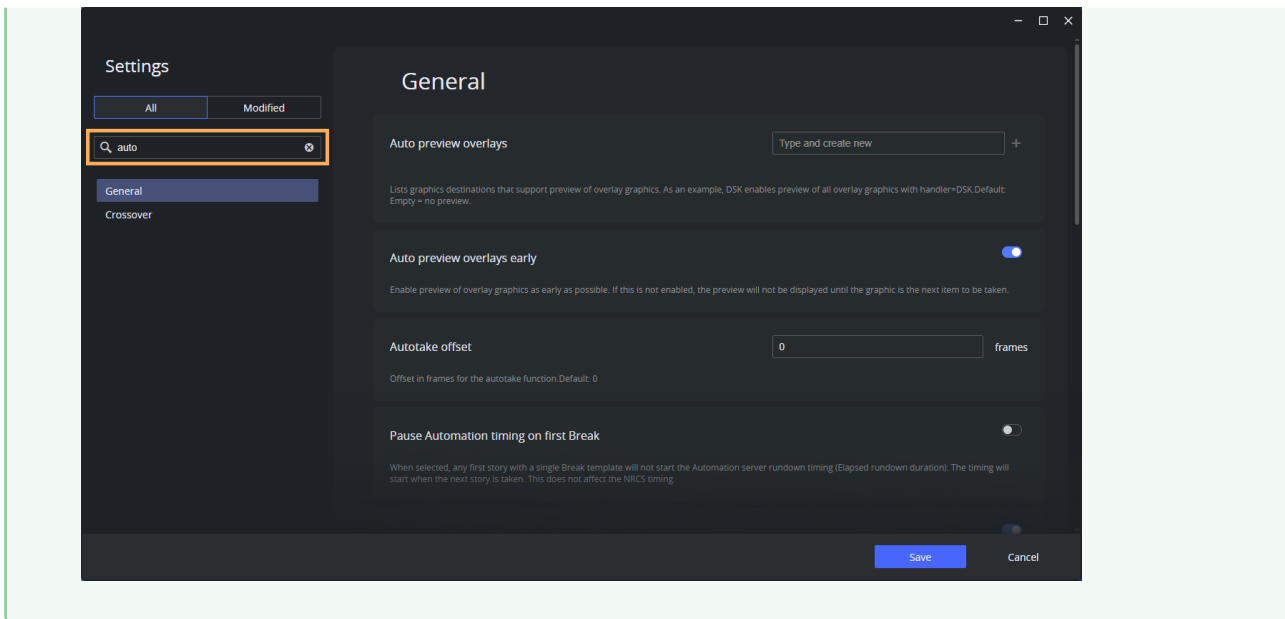 Settings
All
Modified
auto
General
Crossover
General
Auto preview overlays
Type and create new
Lists graphics destinations that support preview of overlay graphics. As an example, DSK enables preview of all overlay graphics with handler=DSK.Default:
Empty = no preview.
Auto preview overlays early
Enable preview of overlay graphics as early as possible. If this is not enabled, the preview will not be displayed until the graphic is the next item to be taken.
Autotake offset
0
frames
Offset in frames for the autotake function.Default: 0
Pause Automation timing on first Break
When selected, any first story with a single Break template will not start the Automation server rundown timing (Elapsed rundown duration). The timing will
start when the next story is taken. This does not affect the NRCS timing.
Save
Cancel